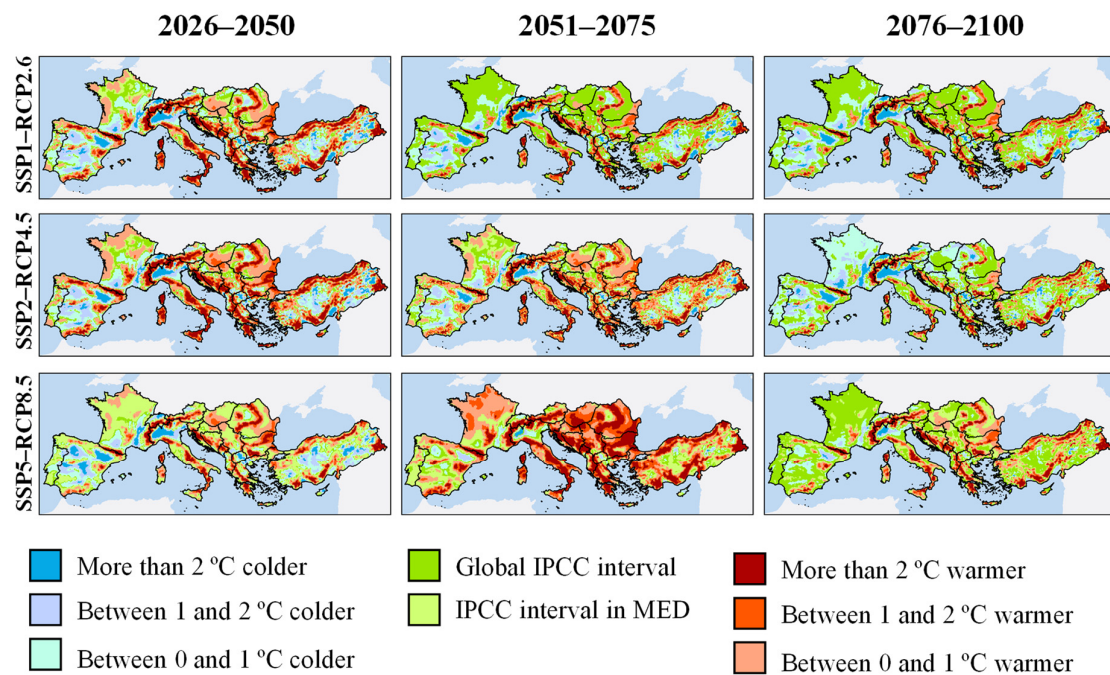 2026–2050 2051–2075 2076–2100
SSP1–RCP2.6
SSP2–RCP4.5
SSP5–RCP8.5
More than 2 ºC colder
Between 1 and 2 ºC colder
Between 0 and 1 ºC colder
Global IPCC interval
IPCC interval in MED
More than 2 ºC warmer
Between 1 and 2 ºC warmer
Between 0 and 1 ºC warmer